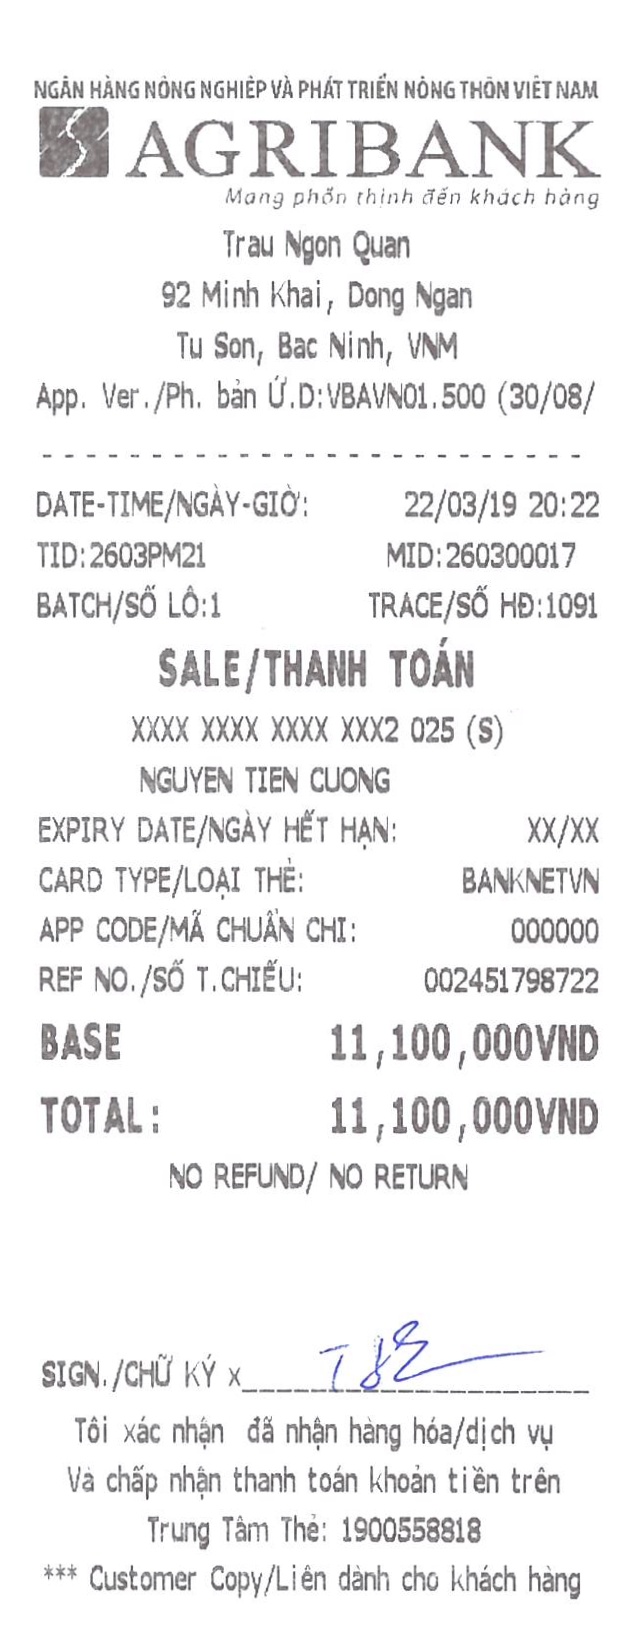 NGÂN HÀNG NÔNG NGHIỆP VÀ PHÁT TRIỂN NÔNG THÔN VIỆT NAM
AGRIBANK
Mang phồn thịnh đến khách hàng
Trau Ngon Quan
92 Minh Khai, Dong Ngan
Tu Son, Bac Ninh, VNM
App. Ver./Ph. bản Ứ.D:VBAVN01.500 (30/08/
DATE-TIME/NGÀY-GIỜ: 22/03/19 20:22
TID:2603PM21 MID:260300017
BATCH/SỐ LÔ:1 TRACE/SỐ HĐ:1091
SALE/THANH TOÁN
XXXX XXXX XXXX XXX2 025 (S)
NGUYEN TIEN CUONG
EXPIRY DATE/NGÀY HẾT HẠN: XX/XX
CARD TYPE/LOẠI THẺ: BANKNETVN
APP CODE/MÃ CHUẨN CHI: 000000
REF NO./SỐ T.CHIẾU: 002451798722
BASE 11,100,000VND
TOTAL: 11,100,000VND
NO REFUND/ NO RETURN
SIGN./CHỮ KÝ x
Tôi xác nhận đã nhận hàng hóa/dịch vụ
Và chấp nhận thanh toán khoản tiền trên
Trung Tâm Thẻ: 1900558818
*** Customer Copy/Liên dành cho khách hàng